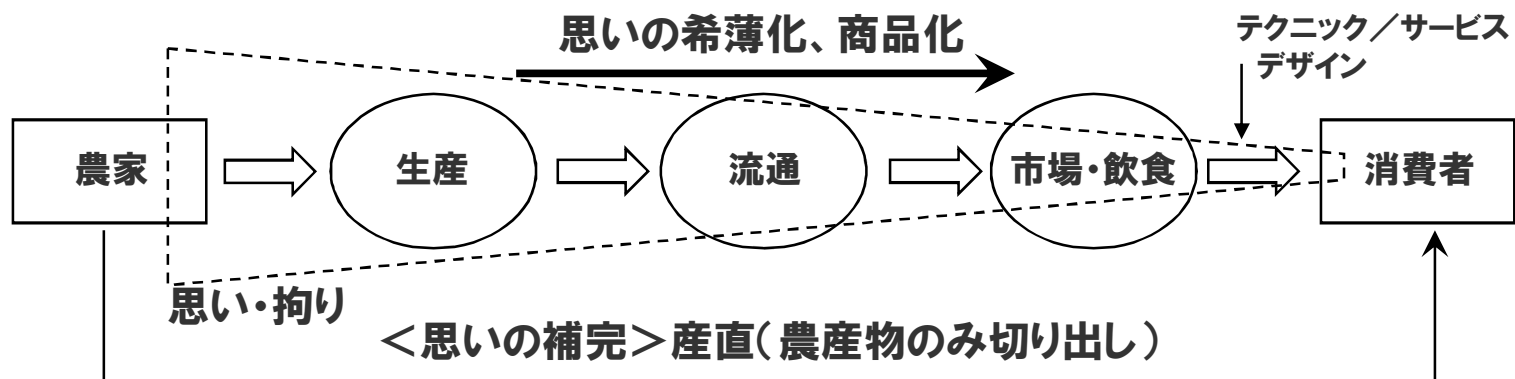 思いの希薄化、商品化
テクニック／サービス
デザイン
農家
生産
流通
市場・飲食
消費者
思い・拘り
＜思いの補完＞産直（農産物のみ切り出し）